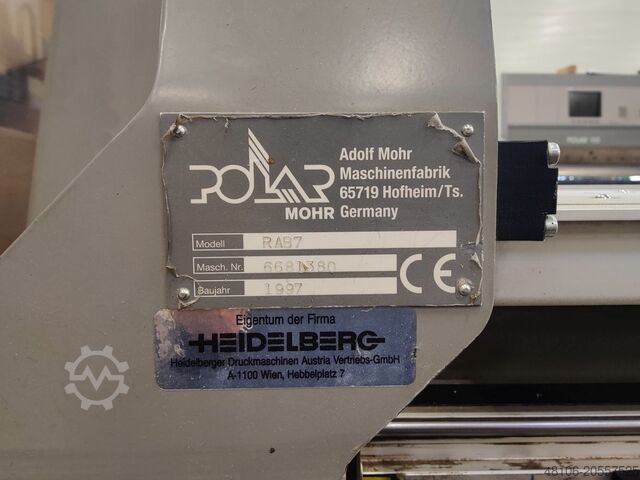 POLAR
MOHR
Adolf Mohr
Maschinenfabrik
65719 Hofheim/Ts.
Germany
Modell RAB7
Masch. Nr. 6681380
Baujahr 1997
CE
Eigentum der Firma
HEIDELBERG
Heidelberger Druckmaschinen Austria Vertriebs-GmbH
A-1100 Wien, Hebbelplatz 7